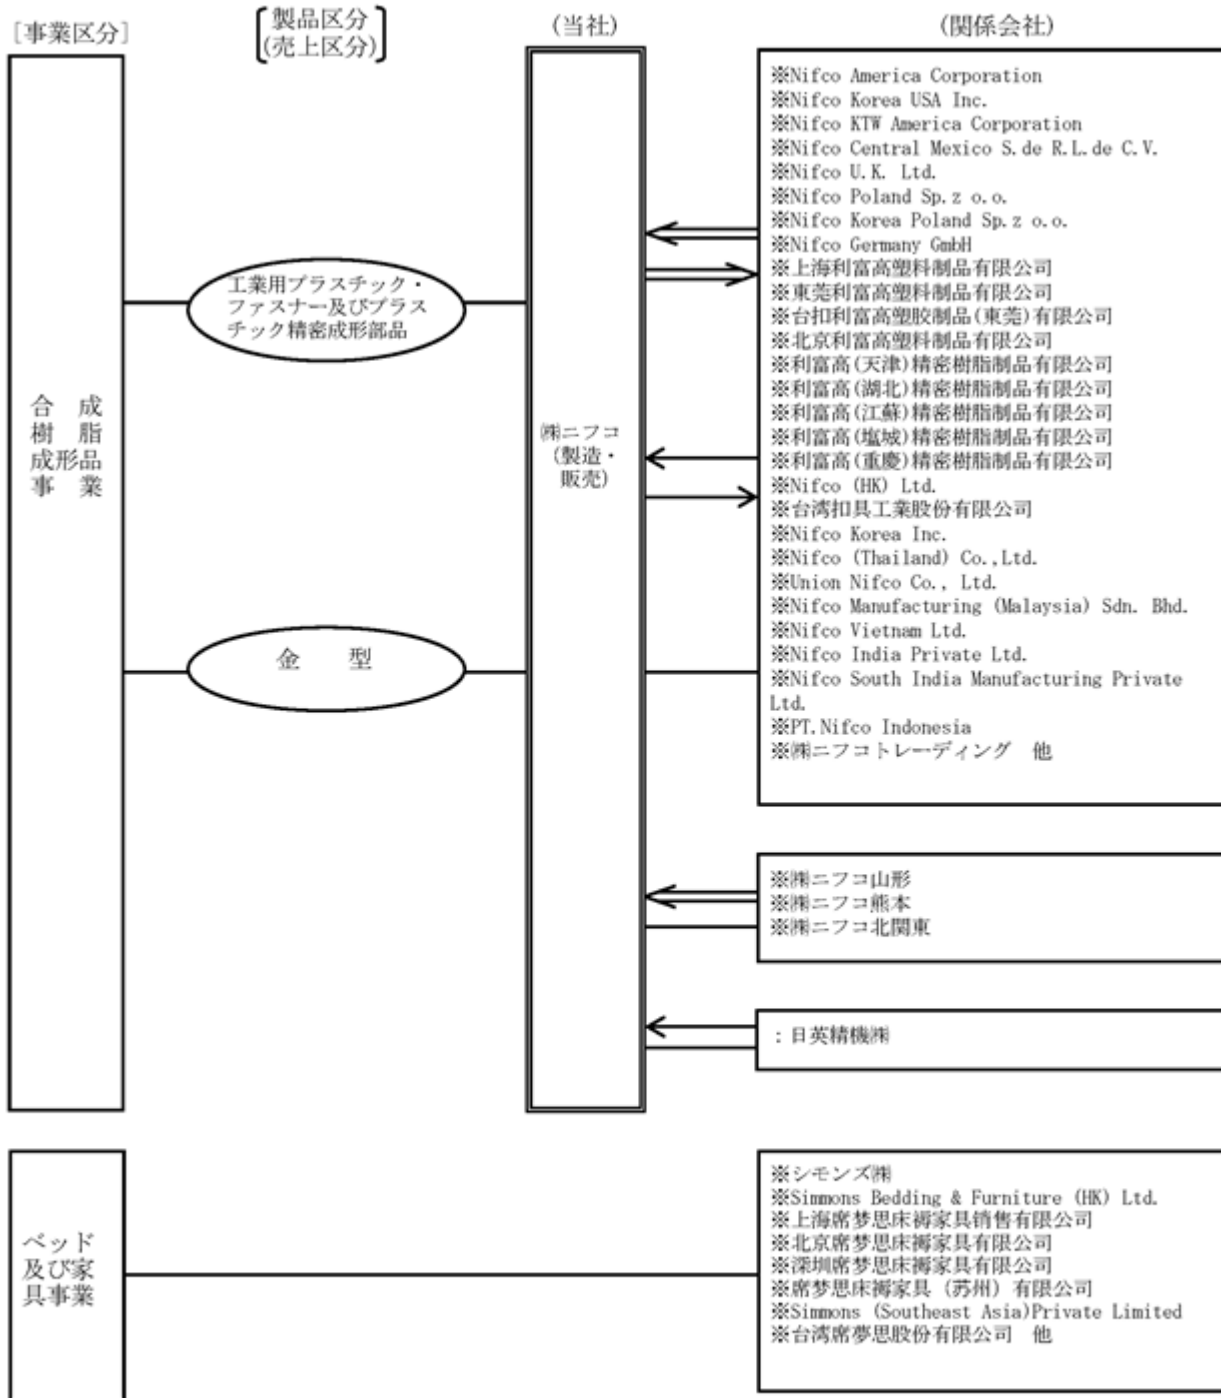 [事業区分]
製品区分
(売上区分)
(当社)
(関係会社)
合成
樹脂
成形品
事業
工業用プラスチック・
ファスナー及びプラス
チック精密成形部品
金型
㈱ニフコ
(製造・
販売)
※Nifco America Corporation
※Nifco Korea USA Inc.
※Nifco KTW America Corporation
※Nifco Central Mexico S.de R.L.de C.V.
※Nifco U.K. Ltd.
※Nifco Poland Sp.z o.o.
※Nifco Korea Poland Sp.z o.o.
※Nifco Germany GmbH
※上海利富高塑料制品有限公司
※東莞利富高塑料制品有限公司
※台扣利富高塑胶制品(東莞)有限公司
※北京利富高塑料制品有限公司
※利富高(天津)精密樹脂制品有限公司
※利富高(湖北)精密樹脂制品有限公司
※利富高(江蘇)精密樹脂制品有限公司
※利富高(塩城)精密樹脂制品有限公司
※利富高(重慶)精密樹脂制品有限公司
※Nifco (HK) Ltd.
※台湾扣具工業股份有限公司
※Nifco Korea Inc.
※Nifco (Thailand) Co.,Ltd.
※Union Nifco Co., Ltd.
※Nifco Manufacturing (Malaysia) Sdn. Bhd.
※Nifco Vietnam Ltd.
※Nifco India Private Ltd.
※Nifco South India Manufacturing Private
Ltd.
※PT.Nifco Indonesia
※㈱ニフコトレーディング　他
※㈱ニフコ山形
※㈱ニフコ熊本
※㈱ニフコ北関東
：日英精機㈱
ベッド
及び家
具事業
※シモンズ㈱
※Simmons Bedding & Furniture (HK) Ltd.
※上海席梦思床褥家具销售有限公司
※北京席梦思床褥家具有限公司
※深圳席梦思床褥家具有限公司
※席梦思床褥家具（苏州）有限公司
※Simmons (Southeast Asia)Private Limited
※台湾席夢思股份有限公司　他